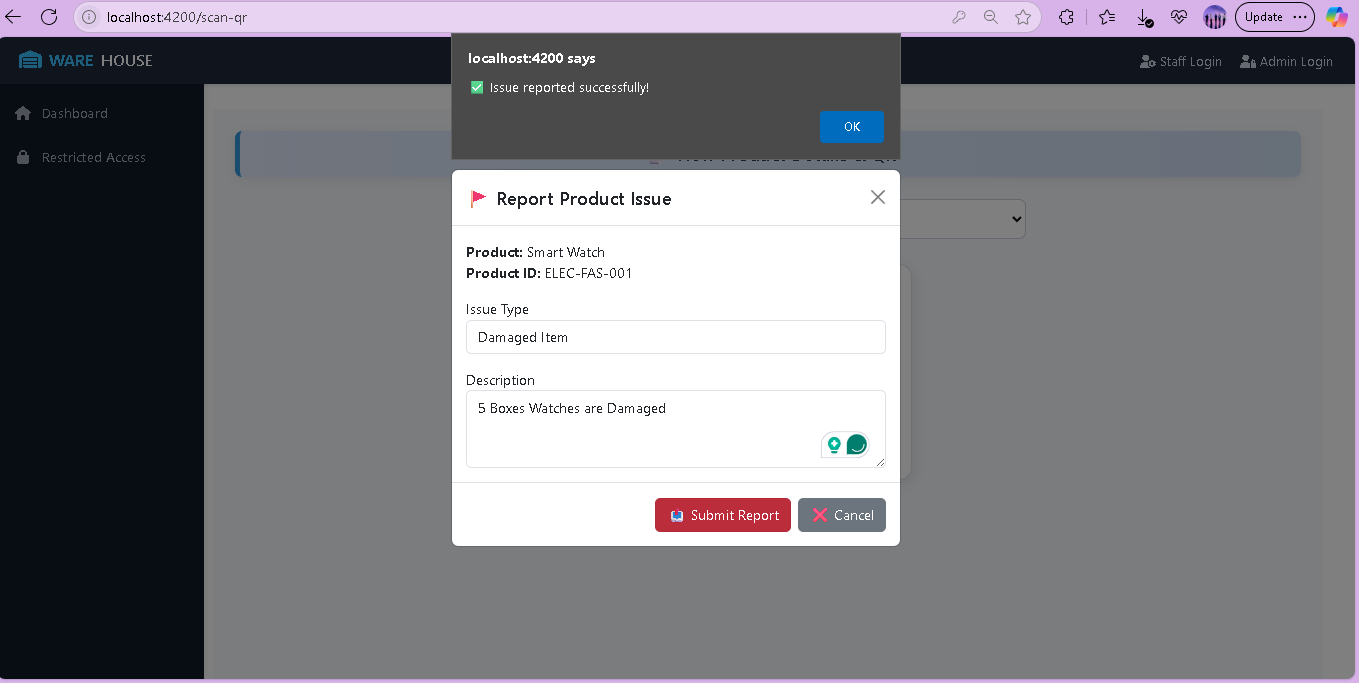 localhost:4200/scan-qr
Update
WARE HOUSE
Staff Login
Admin Login
Dashboard
Restricted Access
localhost:4200 says
✅ Issue reported successfully!
OK
Report Product Issue
Product: Smart Watch
Product ID: ELEC-FAS-001
Issue Type
Damaged Item
Description
5 Boxes Watches are Damaged
Submit Report
❌ Cancel